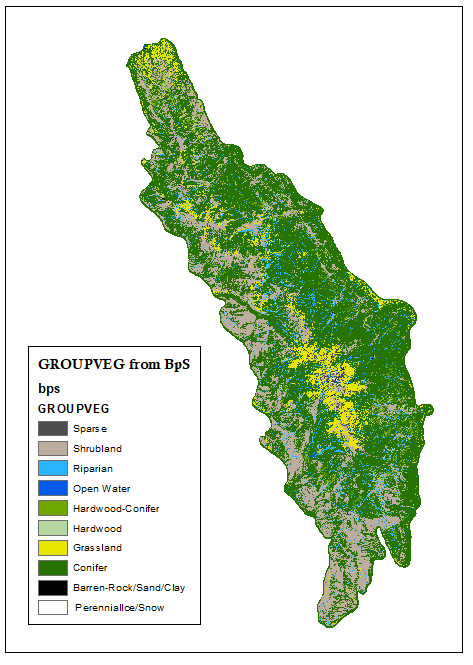 GROUPVEG from BpS
bps
GROUPVEG
Sparse
Shrubland
Riparian
Open Water
Hardwood-Conifer
Hardwood
Grassland
Conifer
Barren-Rock/Sand/Clay
PerennialIce/Snow